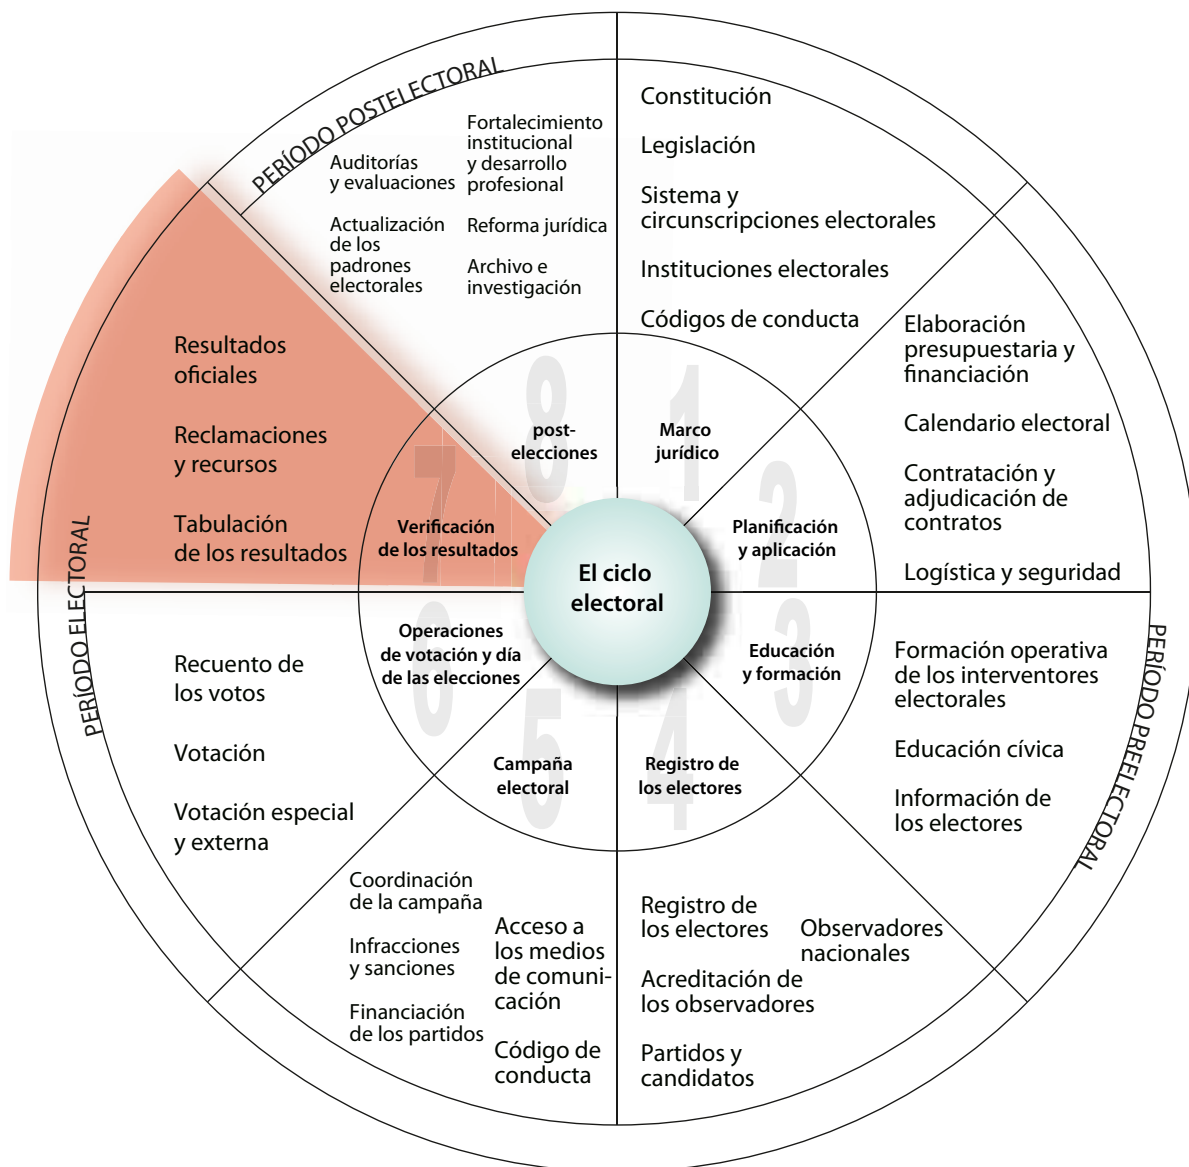 El ciclo
electoral
1
Marco
jurídico
Constitución
Legislación
Sistema y
circunscripciones electorales
Instituciones electorales
Códigos de conducta
2
Planificación
y aplicación
Elaboración
presupuestaria y
financiación
Calendario electoral
Contratación y
adjudicación de
contratos
Logística y seguridad
3
Educación
y formación
Formación operativa
de los interventores
electorales
Educación cívica
Información de
los electores
PERÍODO PREELECTORAL
4
Registro de
los electores
Registro de
los electores
Observadores
nacionales
Acreditación de
los observadores
Partidos y
candidatos
5
Campaña
electoral
Coordinación
de la campaña
Infracciones
y sanciones
Financiación
de los partidos
Acceso a
los medios
de comuni-
cación
Código de
conducta
6
Operaciones
de votación y día
de las elecciones
Recuento de
los votos
Votación
Votación especial
y externa
PERÍODO ELECTORAL
7
Verificación
de los resultados
Resultados
oficiales
Reclamaciones
y recursos
Tabulación
de los resultados
8
post-
elecciones
PERÍODO POSTELECTORAL
Auditorías
y evaluaciones
Actualización
de los
padrones
electorales
Fortalecimiento
institucional
y desarrollo
profesional
Reforma jurídica
Archivo e
investigación